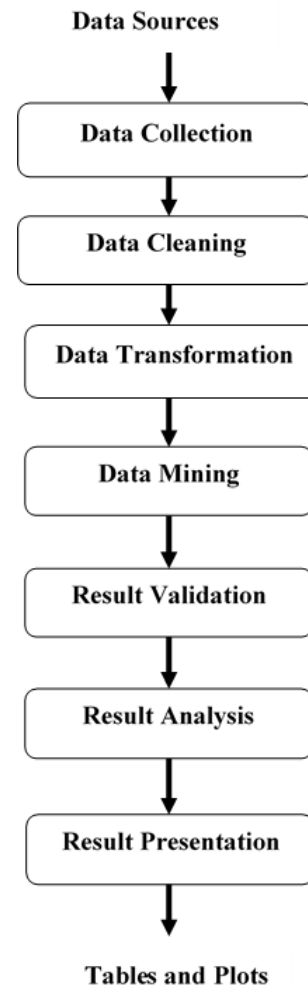 Data Sources
Data Collection
Data Cleaning
Data Transformation
Data Mining
Result Validation
Result Analysis
Result Presentation
Tables and Plots